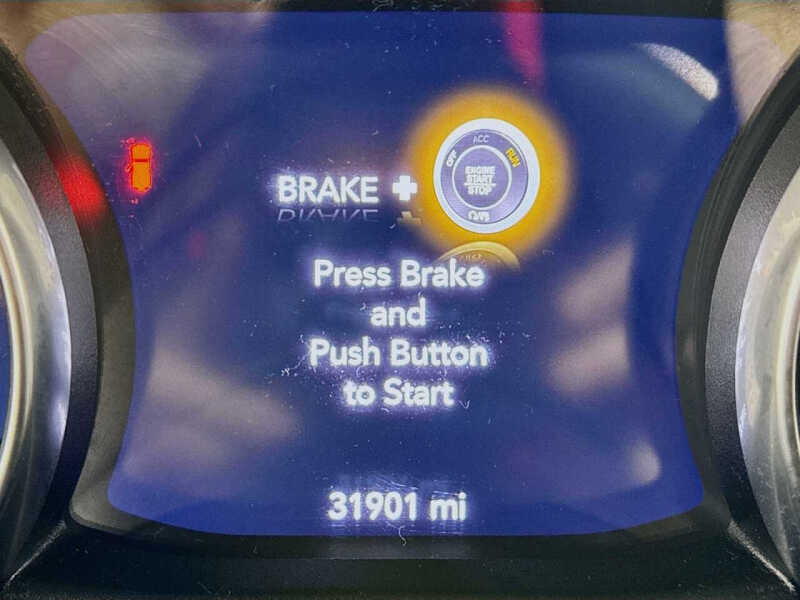 ACC
OFF
RUN
ENGINE
START
STOP
BRAKE +
Press Brake
and
Push Button
to Start
31901 mi